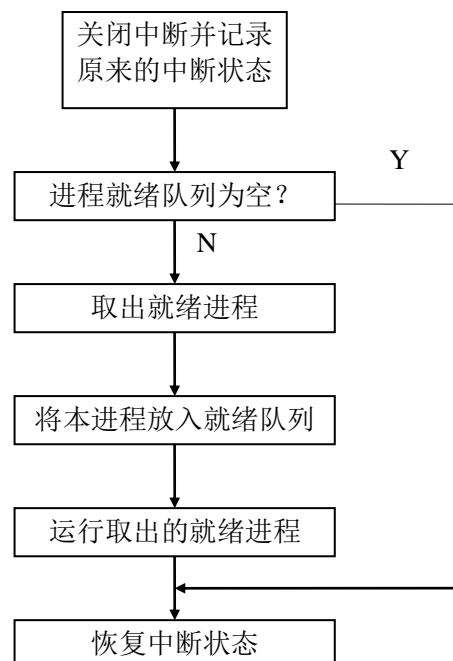 关闭中断并记录
原来的中断状态
Y
进程就绪队列为空？
N
取出就绪进程
将本进程放入就绪队列
运行取出的就绪进程
恢复中断状态